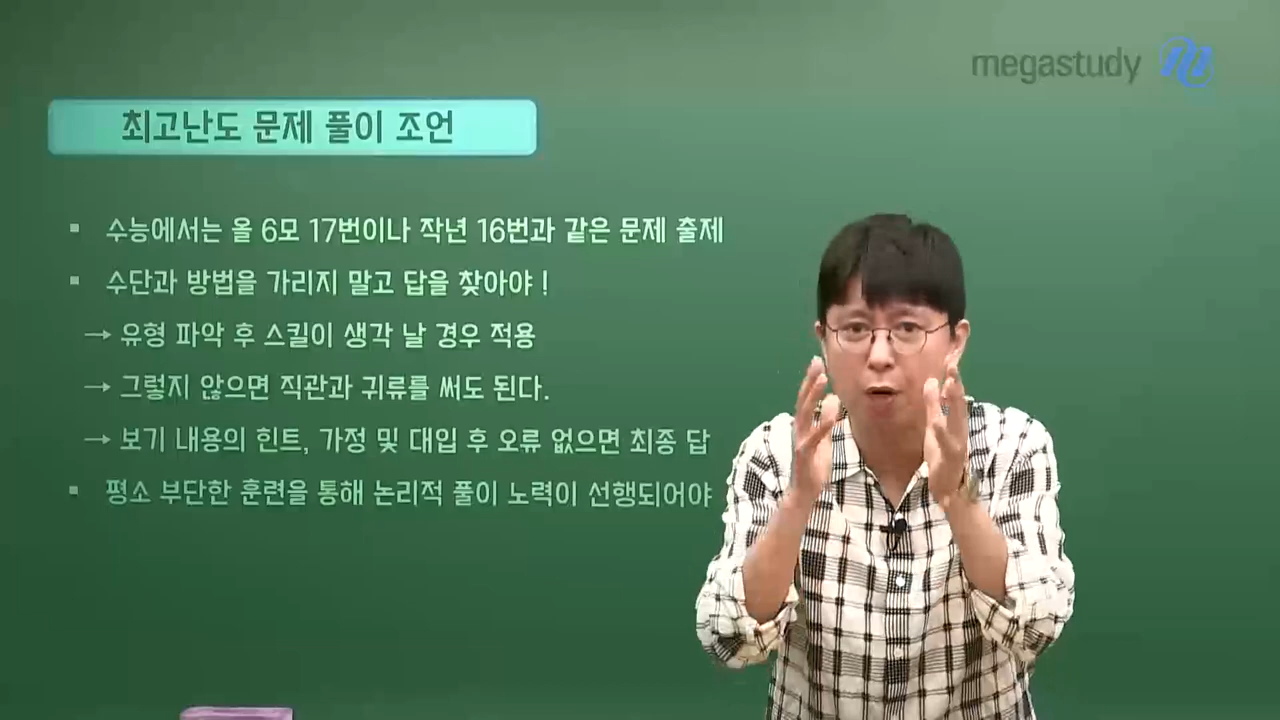 megastudy
최고난도 문제 풀이 조언
▪ 수능에서는 올 6모 17번이나 작년 16번과 같은 문제 출제
▪ 수단과 방법을 가리지 말고 답을 찾아야 !
→ 유형 파악 후 스킬이 생각 날 경우 적용
→ 그렇지 않으면 직관과 귀류를 써도 된다.
→ 보기 내용의 힌트, 가정 및 대입 후 오류 없으면 최종 답
▪ 평소 부단한 훈련을 통해 논리적 풀이 노력이 선행되어야